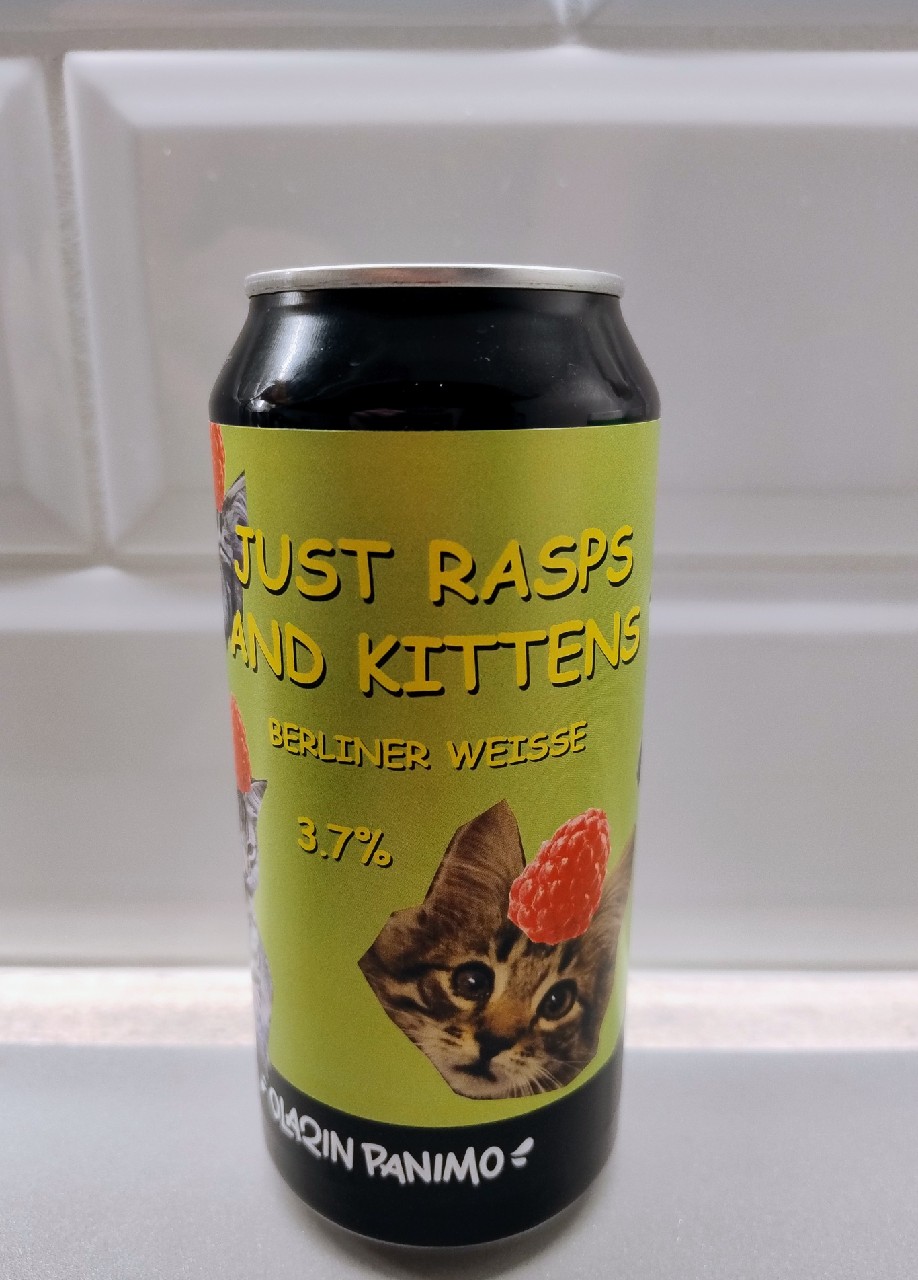 JUST RASPS
AND KITTENS
BERLINER WEISSE
3.7%
OLARIN PANIMO